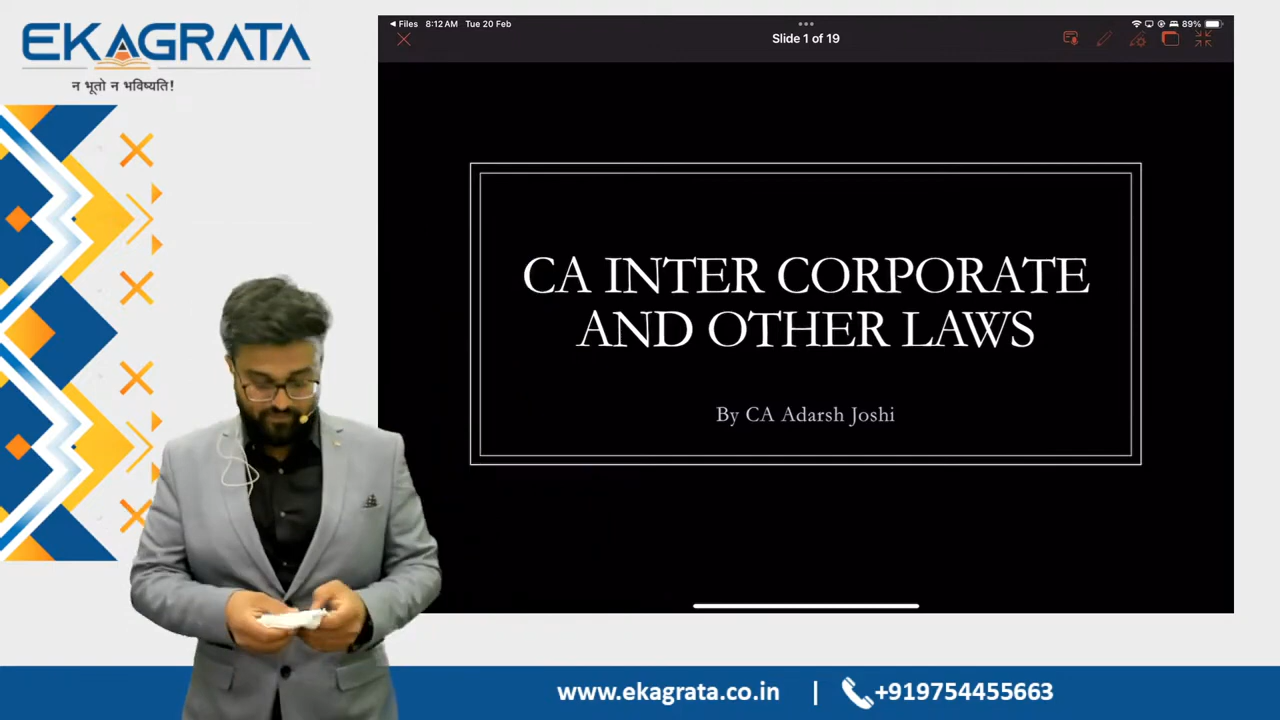 EKAGRATA
न भूतो न भविष्यति!
Files 8:12 AM Tue 20 Feb
89%
Slide 1 of 19
CA INTER CORPORATE
AND OTHER LAWS
By CA Adarsh Joshi
www.ekagrata.co.in | +919754455663